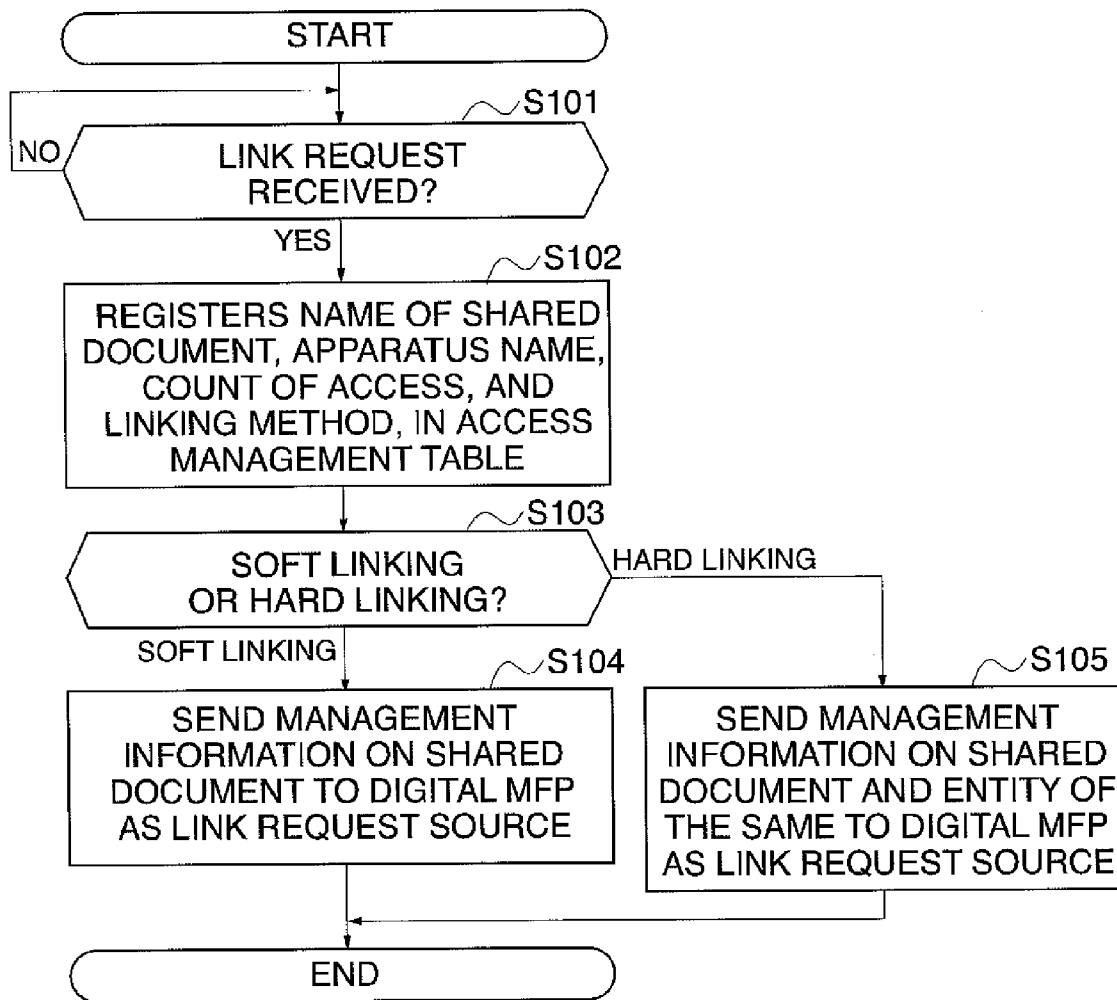 START
S101
NO
LINK REQUEST
RECEIVED?
YES
S102
REGISTERS NAME OF SHARED
DOCUMENT, APPARATUS NAME,
COUNT OF ACCESS, AND
LINKING METHOD, IN ACCESS
MANAGEMENT TABLE
S103
SOFT LINKING
OR HARD LINKING?
HARD LINKING
SOFT LINKING
S104
SEND MANAGEMENT
INFORMATION ON SHARED
DOCUMENT TO DIGITAL MFP
AS LINK REQUEST SOURCE
S105
SEND MANAGEMENT
INFORMATION ON SHARED
DOCUMENT AND ENTITY OF
THE SAME TO DIGITAL MFP
AS LINK REQUEST SOURCE
END